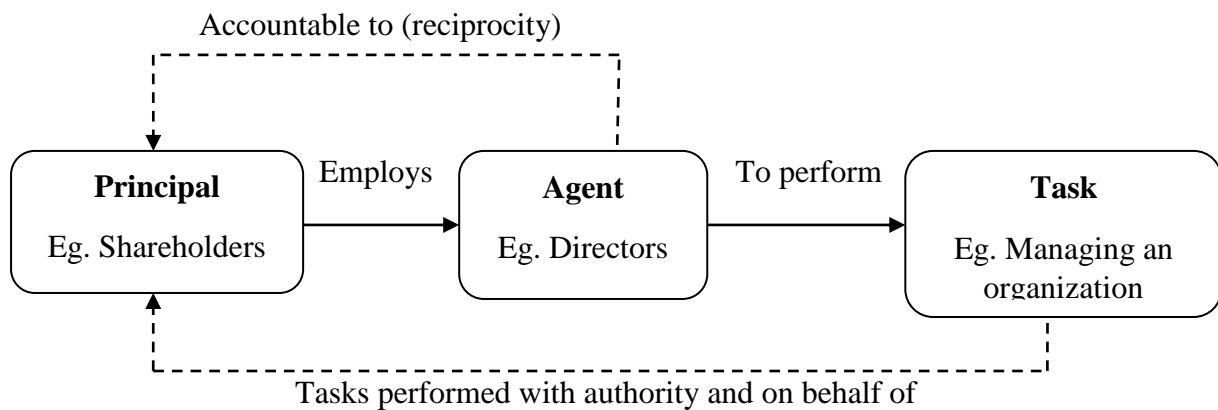 Accountable to (reciprocity)
Principal
Eg. Shareholders
Employs
Agent
Eg. Directors
To perform
Task
Eg. Managing an
organization
Tasks performed with authority and on behalf of